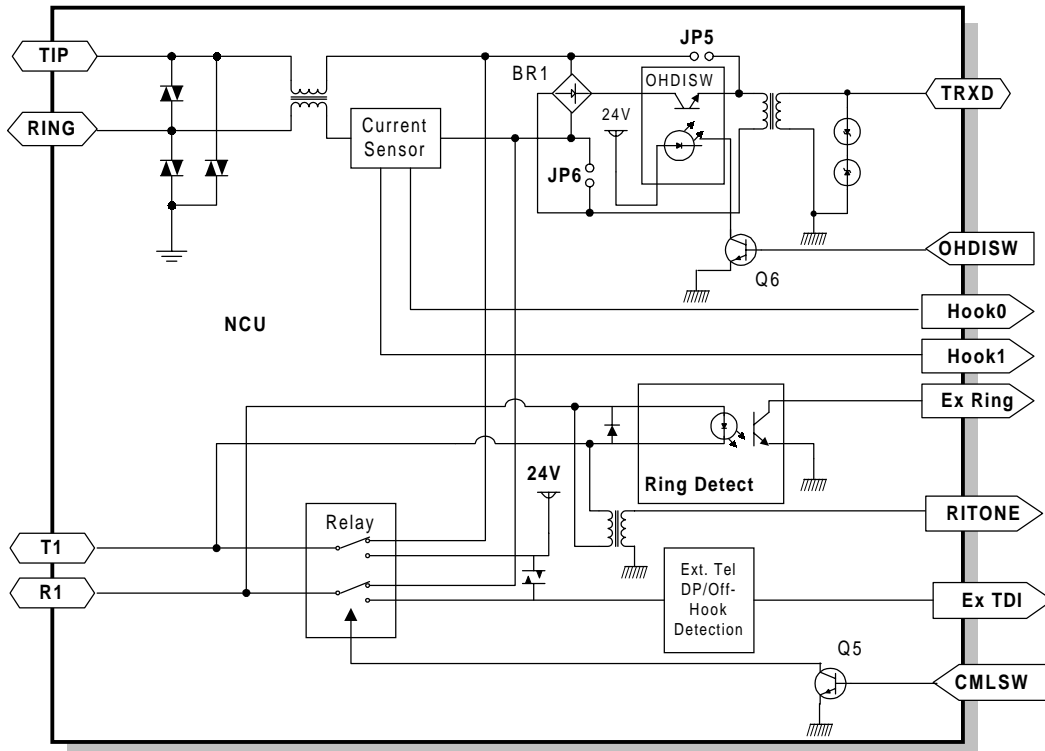 TIP
JP5
BR1
OHDISW
TRXD
24V
RING
Current
Sensor
JP6
OHDISW
Q6
Hook0
NCU
Hook1
Ex Ring
24V
Ring Detect
Relay
RITONE
T1
Ext. Tel
DP/Off-
Hook
Detection
R1
Ex TDI
Q5
CMLSW